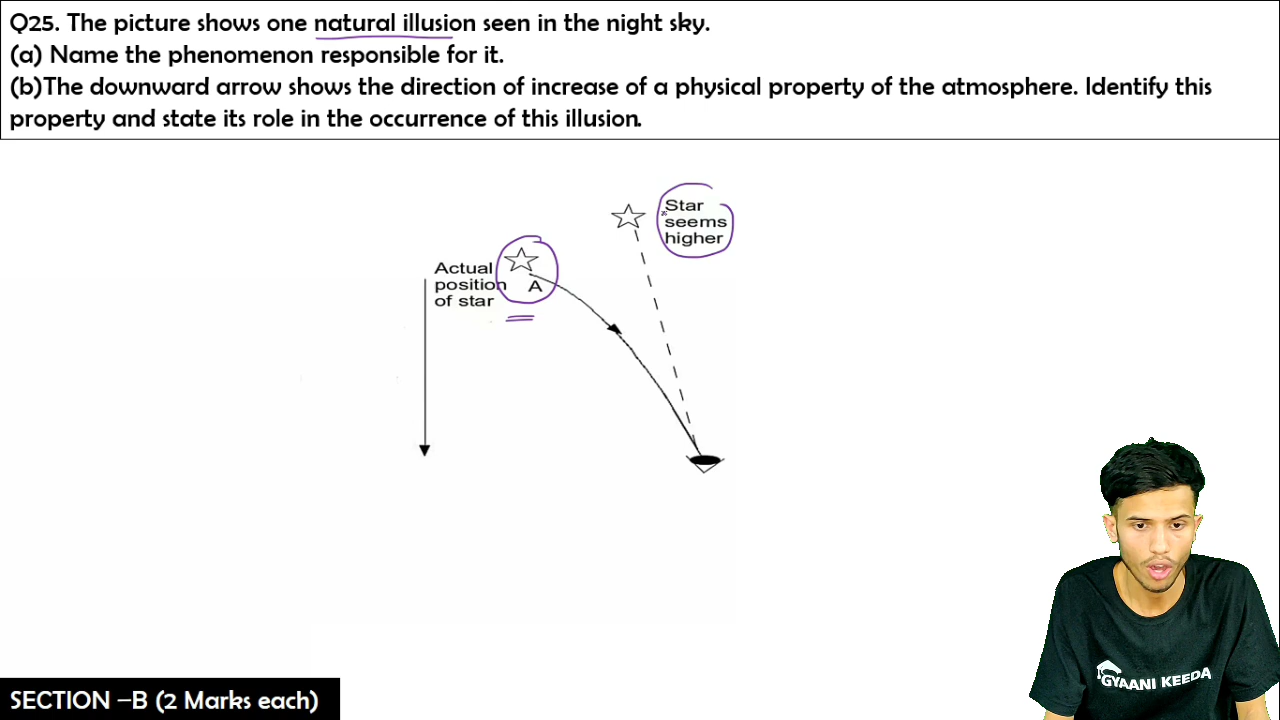 Q25. The picture shows one natural illusion seen in the night sky.
(a) Name the phenomenon responsible for it.
(b)The downward arrow shows the direction of increase of a physical property of the atmosphere. Identify this
property and state its role in the occurrence of this illusion.
Star
seems
higher
Actual
position A
of star
GYAANI KEEDA
SECTION –B (2 Marks each)